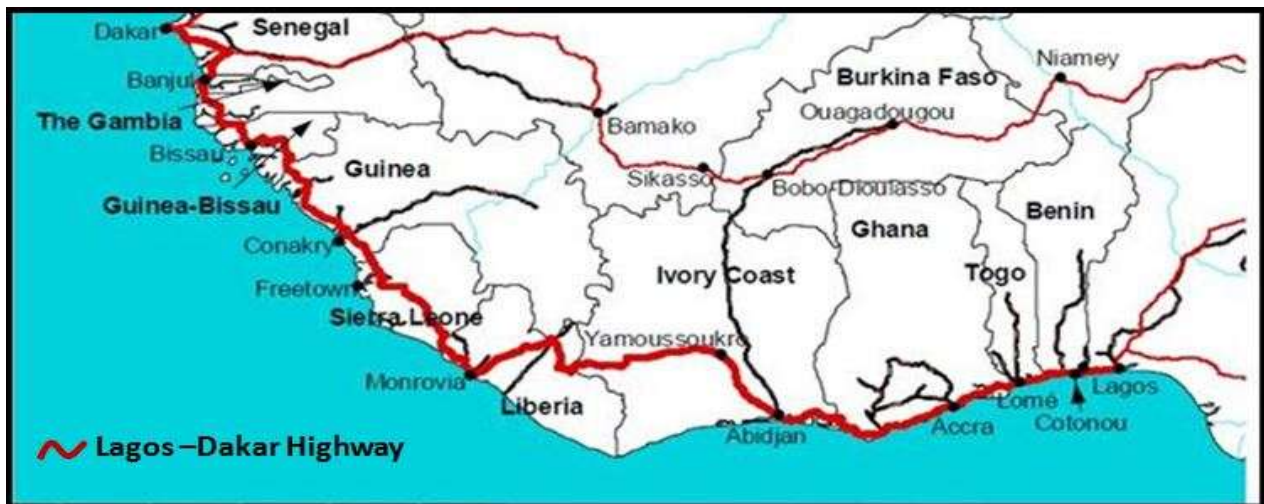 Dakar
Senegal
Banjul
The Gambia
Bissau
Guinea-Bissau
Guinea
Conakry
Freetown
Sierra Leone
Monrovia
Liberia
Bamako
Sikasso
Burkina Faso
Ouagadougou
Niamey
Bobo-Dioulasso
Ivory Coast
Yamoussoukro
Abidjan
Ghana
Accra
Togo
Lomé
Benin
Cotonou
Lagos
Lagos –Dakar Highway